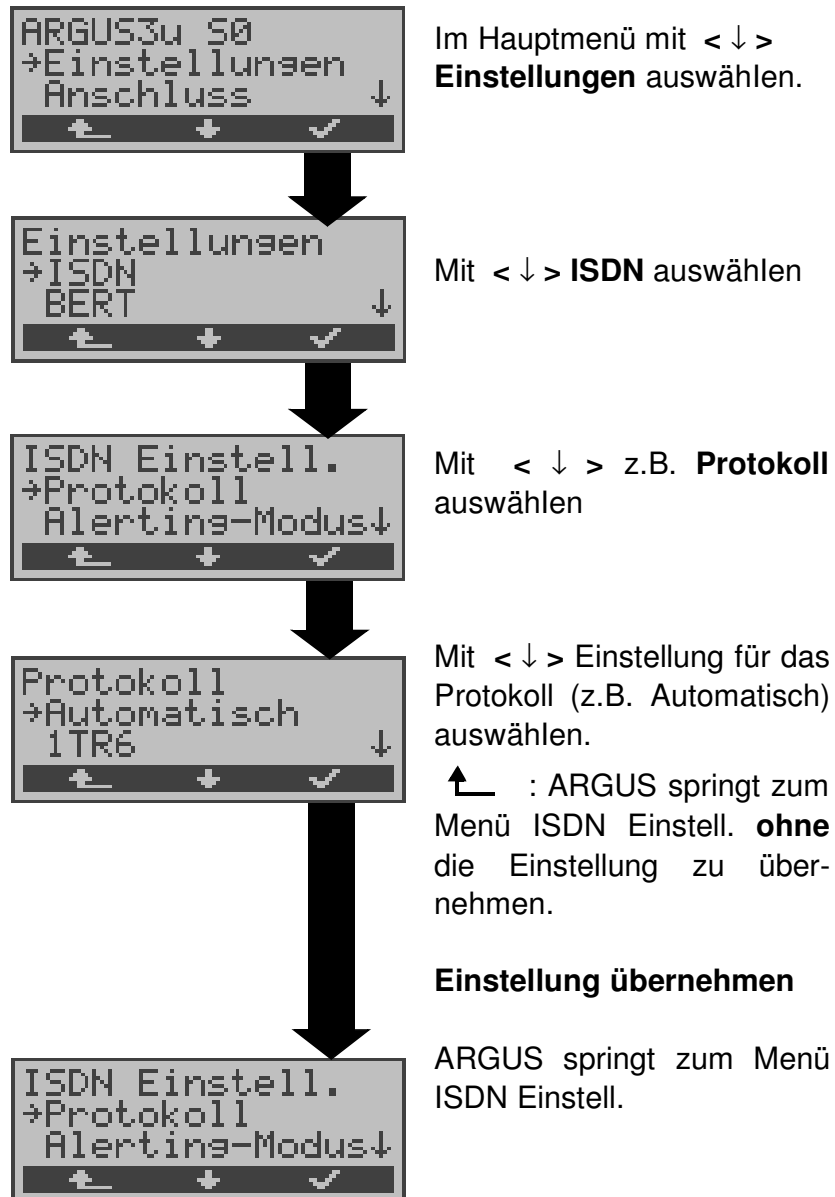 ARGUS3u S0
→Einstellungen
Anschluss ↓
Im Hauptmenü mit < ↓ >
Einstellungen auswählen.
Einstellungen
→ISDN
BERT ↓
Mit < ↓ > ISDN auswählen
ISDN Einstell.
→Protokoll
Alerting-Modus↓
Mit < ↓ > z.B. Protokoll
auswählen
Protokoll
→Automatisch
1TR6 ↓
Mit < ↓ > Einstellung für das
Protokoll (z.B. Automatisch)
auswählen.
: ARGUS springt zum
Menü ISDN Einstell. ohne
die Einstellung zu über-
nehmen.
Einstellung übernehmen
ISDN Einstell.
→Protokoll
Alerting-Modus↓
ARGUS springt zum Menü
ISDN Einstell.